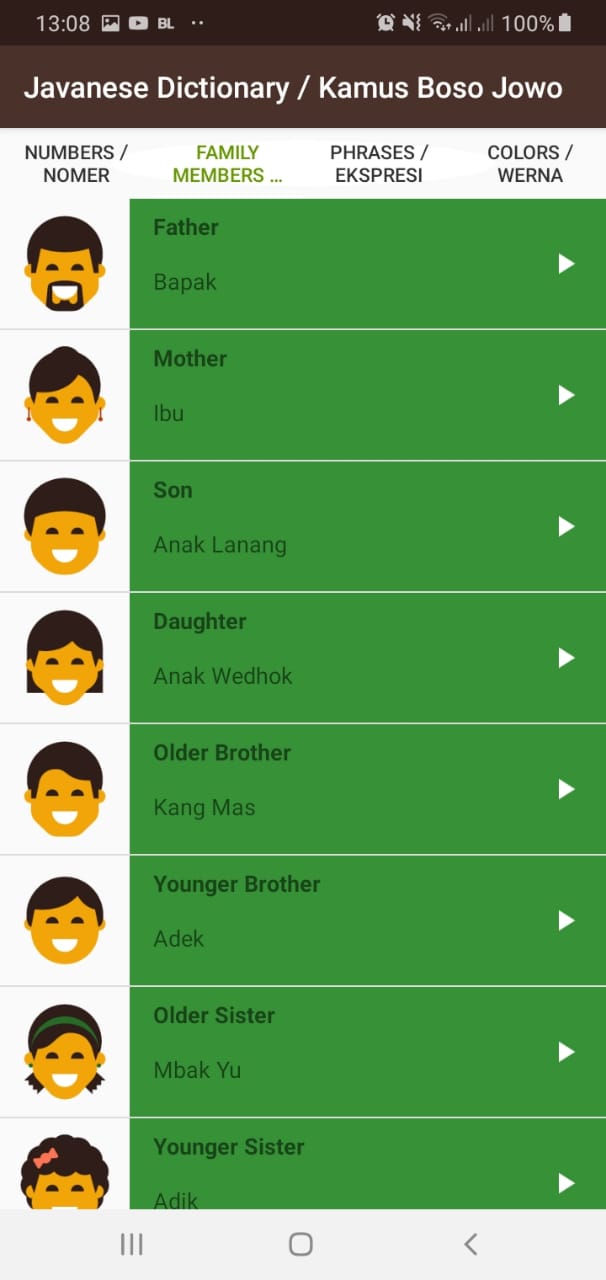 13:08 BL 100%
Javanese Dictionary / Kamus Boso Jowo
NUMBERS /
NOMER
FAMILY
MEMBERS ...
PHRASES /
EKSPRESI
COLORS /
WERNA
Father
Bapak
Mother
Ibu
Son
Anak Lanang
Daughter
Anak Wedhok
Older Brother
Kang Mas
Younger Brother
Adek
Older Sister
Mbak Yu
Younger Sister
Adik